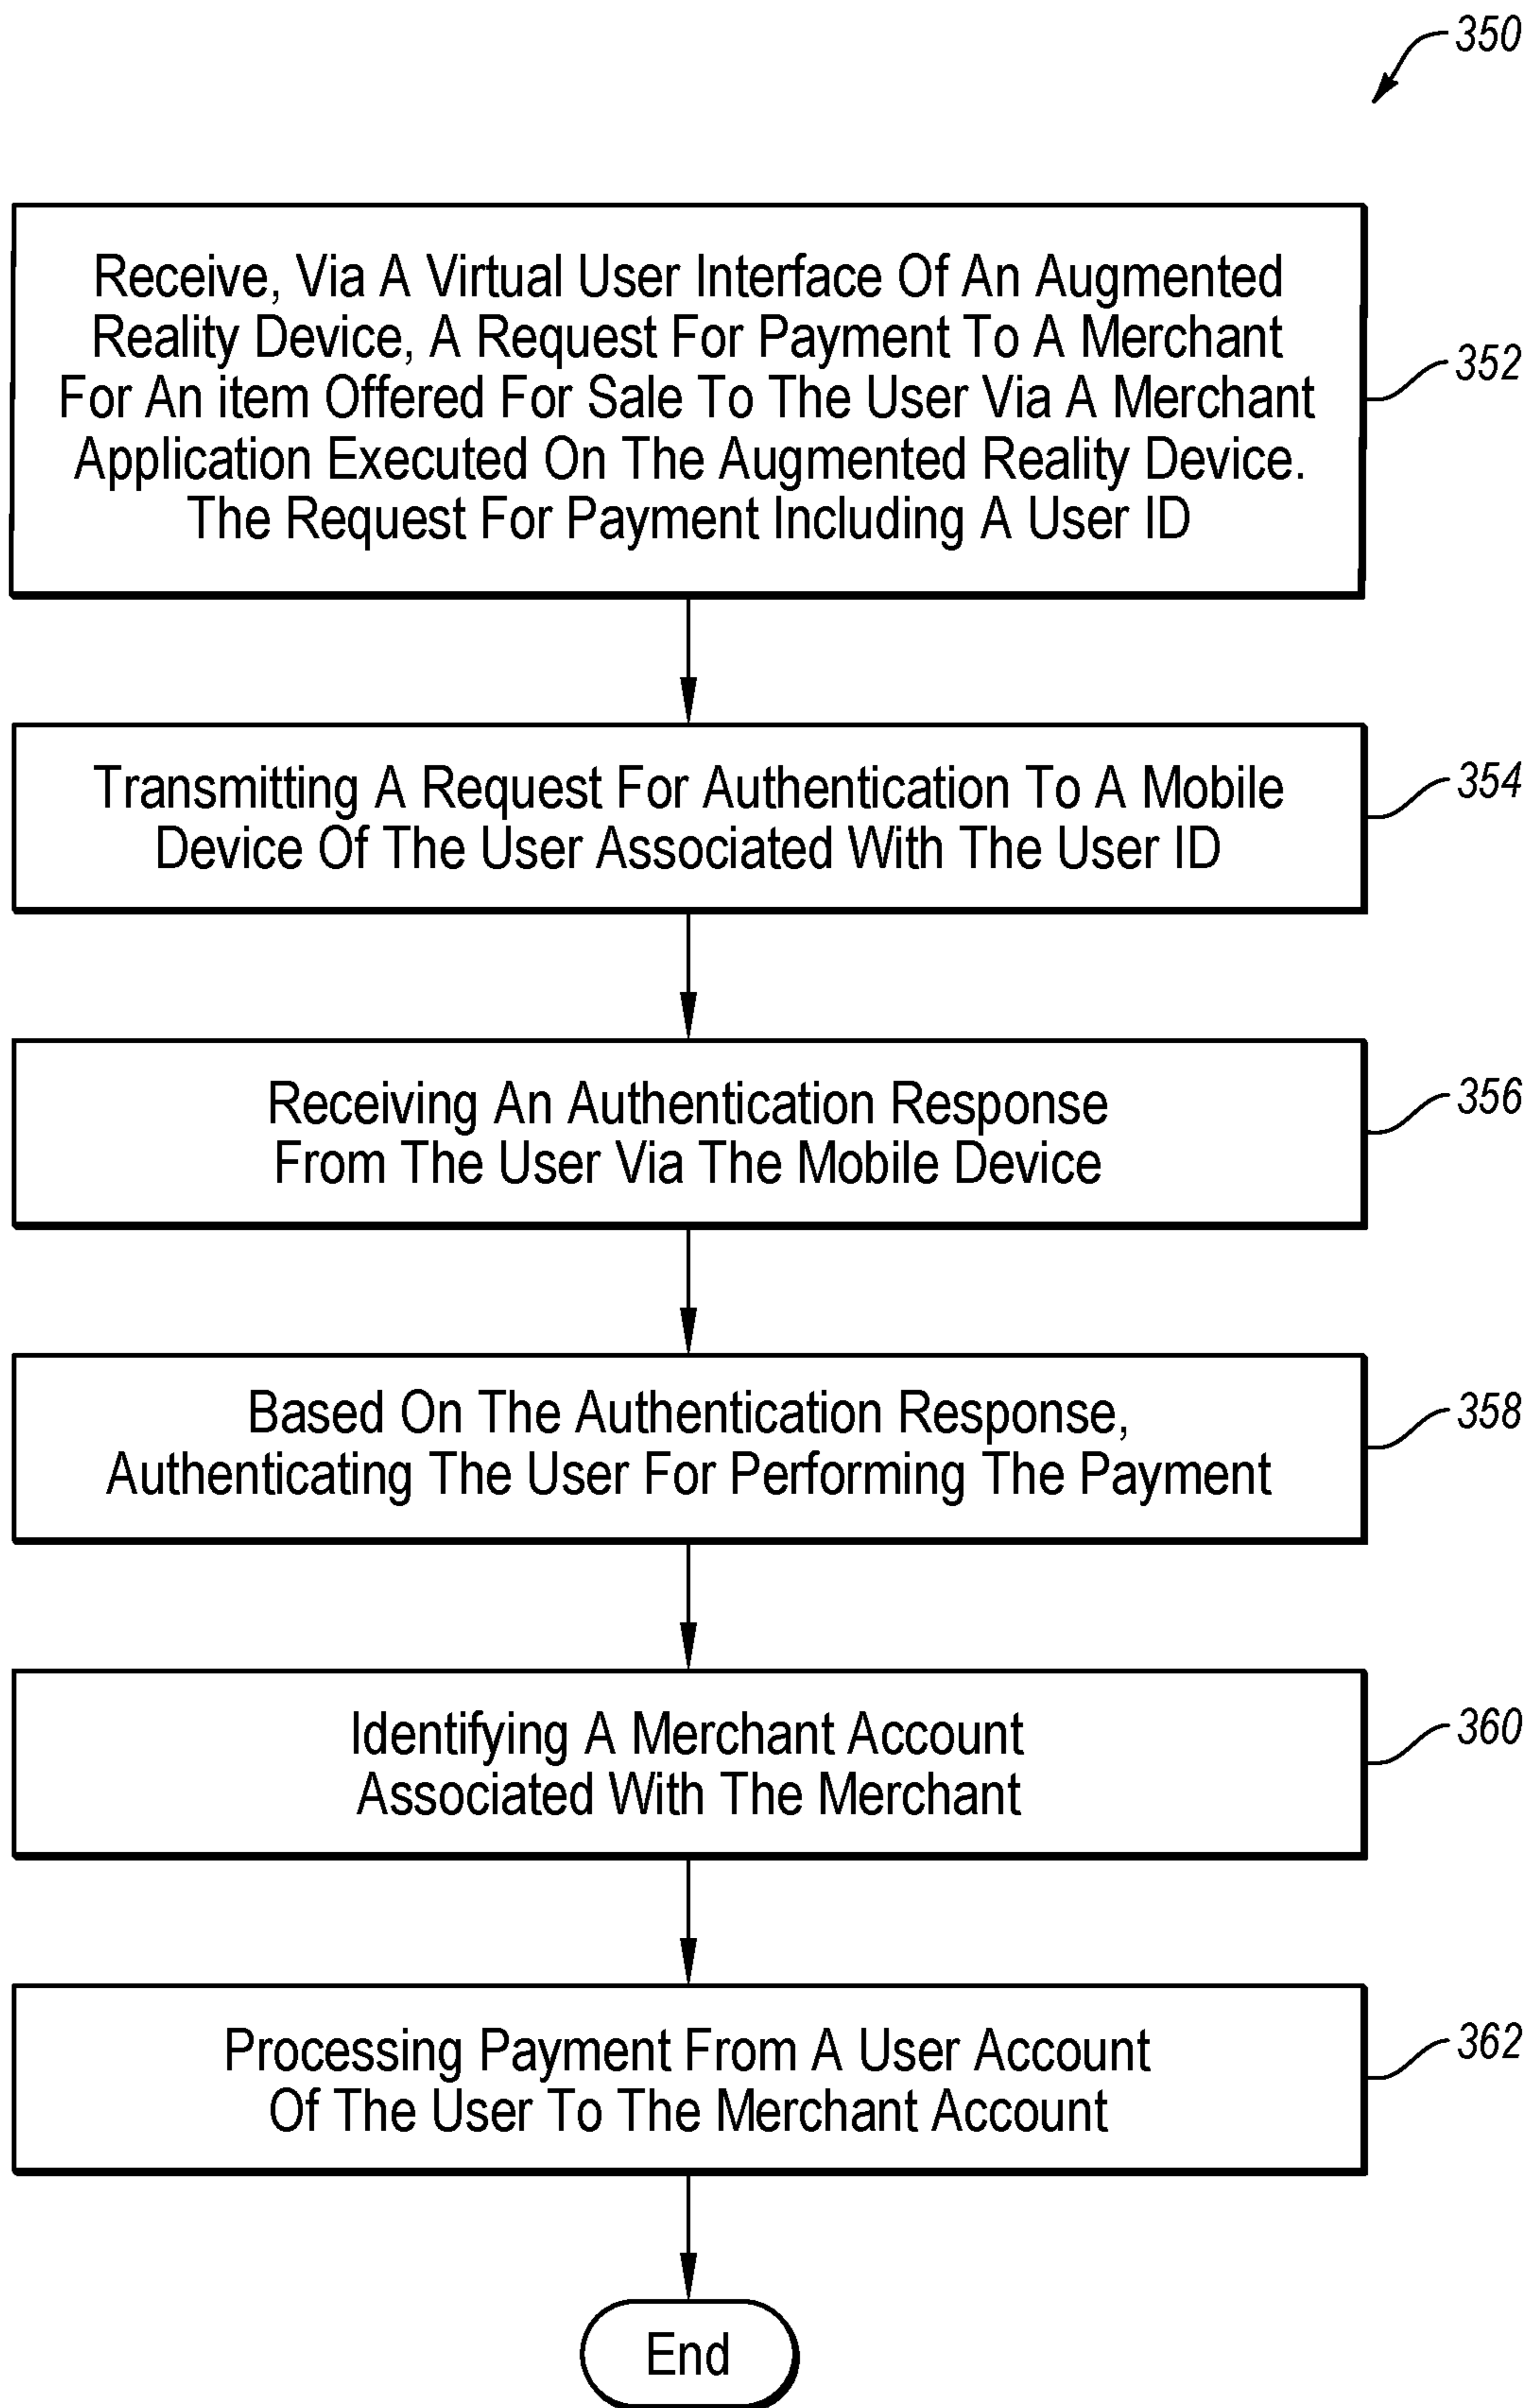 350
Receive, Via A Virtual User Interface Of An Augmented
Reality Device, A Request For Payment To A Merchant
For An item Offered For Sale To The User Via A Merchant
Application Executed On The Augmented Reality Device.
The Request For Payment Including A User ID
352
Transmitting A Request For Authentication To A Mobile
Device Of The User Associated With The User ID
354
Receiving An Authentication Response
From The User Via The Mobile Device
356
Based On The Authentication Response,
Authenticating The User For Performing The Payment
358
Identifying A Merchant Account
Associated With The Merchant
360
Processing Payment From A User Account
Of The User To The Merchant Account
362
End